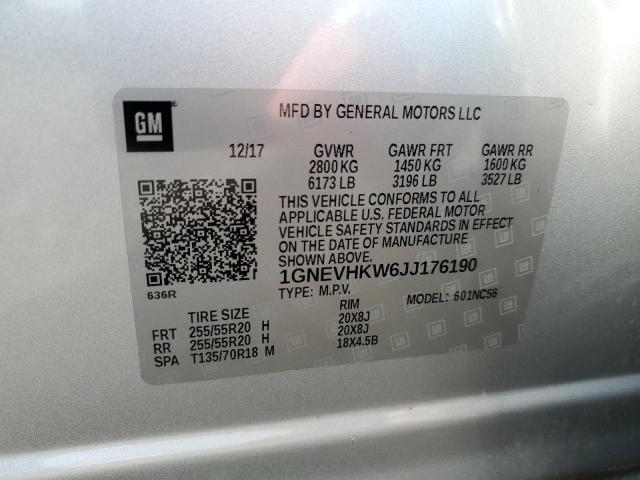 GM
MFD BY GENERAL MOTORS LLC
12/17 GVWR GAWR FRT GAWR RR
2800 KG 1450 KG 1600 KG
6173 LB 3196 LB 3527 LB
THIS VEHICLE CONFORMS TO ALL
APPLICABLE U.S. FEDERAL MOTOR
VEHICLE SAFETY STANDARDS IN EFFECT
ON THE DATE OF MANUFACTURE
SHOWN ABOVE.
1GNEVHKW6JJ176190
636R
TYPE: M.P.V. MODEL: 601NC56
TIRE SIZE RIM
FRT 255/55R20 H 20X8J
RR 255/55R20 H 20X8J
SPA T135/70R18 M 18X4.5B